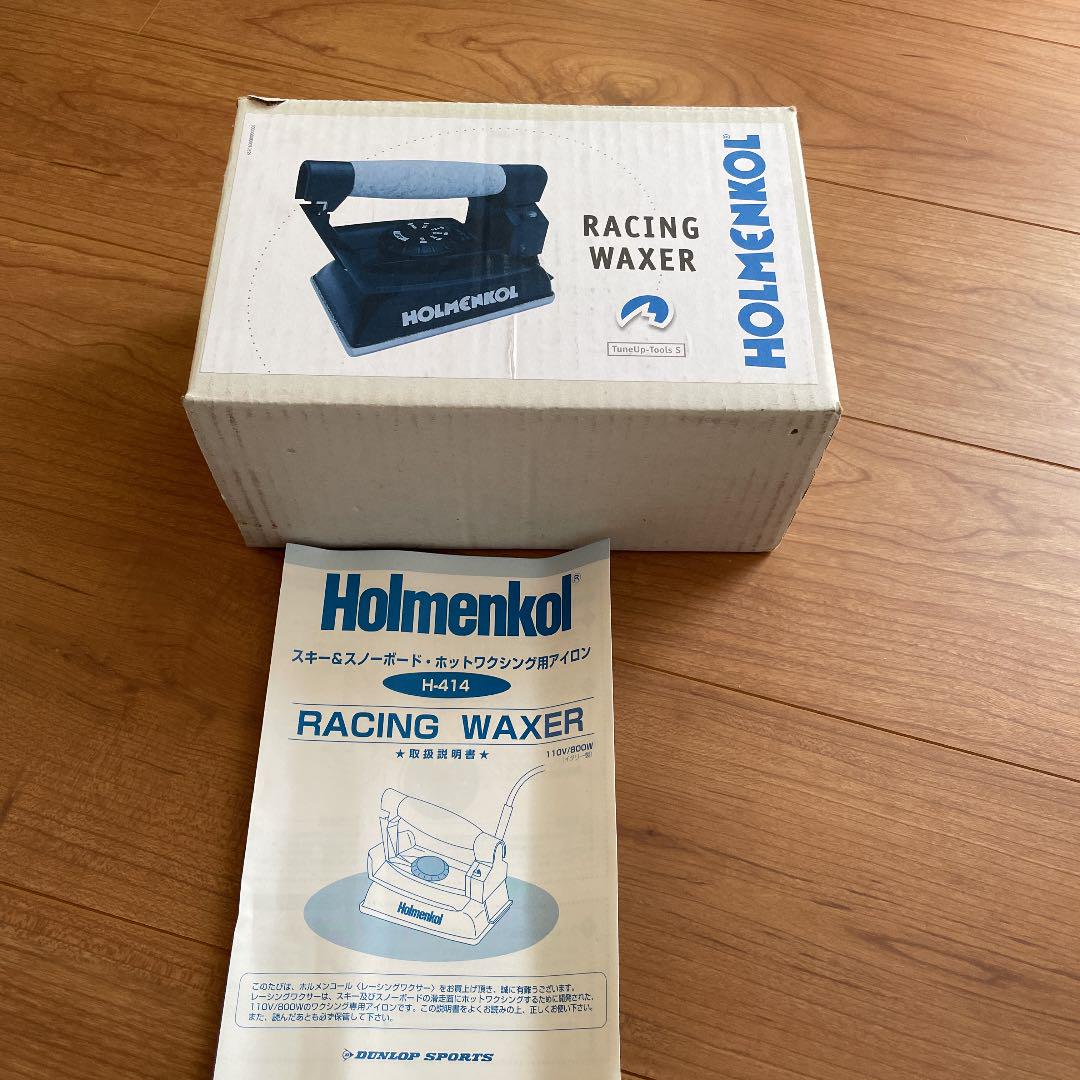 RACING
WAXER
TuneUp-Tools S
HOLMENKOL®
HOLMENKOL
Holmenkol®
スキー&スノーボード・ホットワクシング用アイロン
H-414
RACING WAXER
★取扱説明書★
110V/800W
(イタリー製)
Holmenkol
このたびは、ホルメンコール〈レーシングワクサー〉をお買上げ頂き、誠に有難うございます。
レーシングワクサーは、スキー及びスノーボードの滑走面にホットワクシングするために開発された、
110V/800Wのワクシング専用アイロンです。この説明書をよくお読みの上、正しくお使い下さい。
また、読んだあとも必ず保管して下さい。
DUNLOP SPORTS